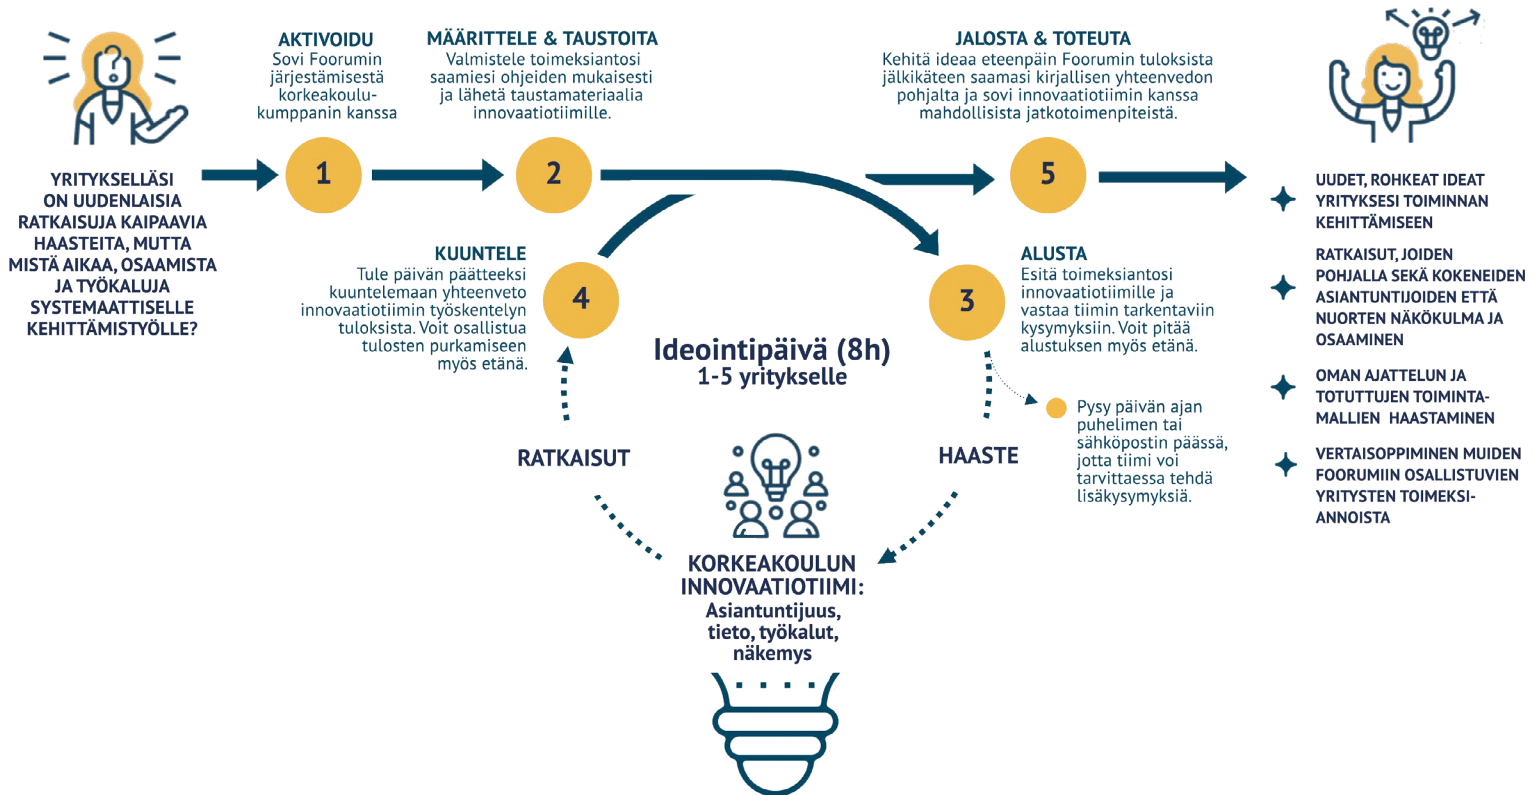 ?
YRITYKSELLÄSI
ON UUDENLAISIA
RATKAISUJA KAIPAAVIA
HAASTEITA, MUTTA
MISTÄ AIKAA, OSAAMISTA
JA TYÖKALUJA
SYSTEMAATTISELLE
KEHITTÄMISTYÖLLE?
AKTIVOIDU
Sovi Foorumin
järjestämisestä
korkeakoulu-
kumppanin kanssa
1
MÄÄRITTELE & TAUSTOITA
Valmistele toimeksiantosi
saamiesi ohjeiden mukaisesti
ja lähetä taustamateriaalia
innovaatiotiimille.
2
ALUSTA
Esitä toimeksiantosi
innovaatiotiimille ja
vastaa tiimin tarkentaviin
kysymyksiin. Voit pitää
alustuksen myös etänä.
3
Pysy päivän ajan
puhelimen tai
sähköpostin päässä,
jotta tiimi voi
tarvittaessa tehdä
lisäkysymyksiä.
HAASTE
Ideointipäivä (8h)
1-5 yritykselle
KORKEAKOULUN
INNOVAATIOTIIMI:
Asiantuntijuus,
tieto, työkalut,
näkemys
RATKAISUT
KUUNTELE
Tule päivän päätteeksi
kuuntelemaan yhteenveto
innovaatiotiimin työskentelyn
tuloksista. Voit osallistua
tulosten purkamiseen
myös etänä.
4
JALOSTA & TOTEUTA
Kehitä ideaa eteenpäin Foorumin tuloksista
jälkikäteen saamasi kirjallisen yhteenvedon
pohjalta ja sovi innovaatiotiimin kanssa
mahdollisista jatkotoimenpiteistä.
5
UUDET, ROHKEAT IDEAT
YRITYKSESI TOIMINNAN
KEHITTÄMISEEN
RATKAISUT, JOIDEN
POHJALLA SEKÄ KOKENEIDEN
ASIANTUNTIJOIDEN ETTÄ
NUORTEN NÄKÖKULMA JA
OSAAMINEN
OMAN AJATTELUN JA
TOTUTTUJEN TOIMINTA-
MALLIEN HAASTAMINEN
VERTAISOPPIMINEN MUIDEN
FOORUMIIN OSALLISTUVIEN
YRITYSTEN TOIMEKSI-
ANNOISTA